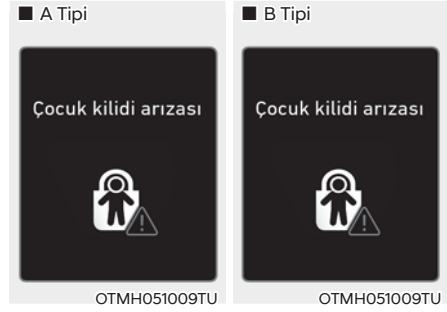 ■ A Tipi
Çocuk kilidi arızası
OTMH051009TU
■ B Tipi
Çocuk kilidi arızası
OTMH051009TU